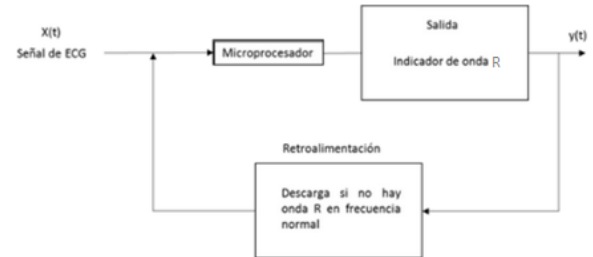 X(t)
Señal de ECG
Microprocesador
Salida
Indicador de onda R
y(t)
Retroalimentación
Descarga si no hay
onda R en frecuencia
normal